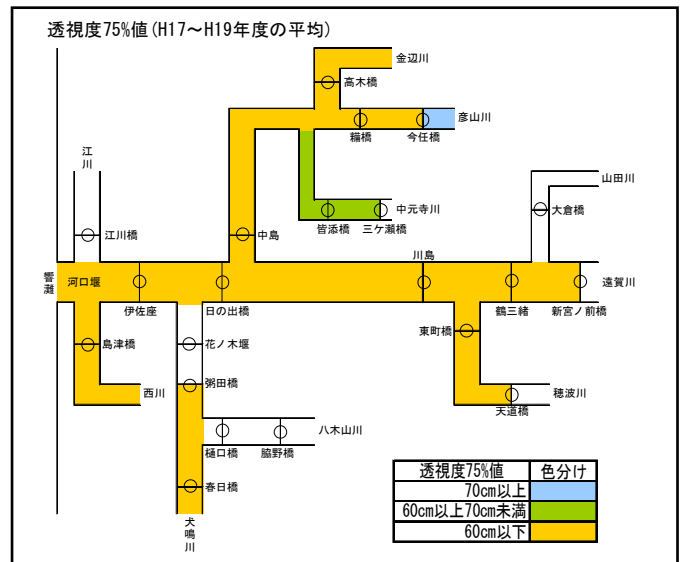 透視度75%値(H17～H19年度の平均)
金辺川
高木橋
彦山川
糒橋
今任橋
江川
山田川
中元寺川
大倉橋
皆添橋
三ケ瀬橋
江川橋
中島
川島
響灘
河口堰
遠賀川
伊佐座
日の出橋
鶴三緒
新宮ノ前橋
東町橋
島津橋
花ノ木堰
粥田橋
西川
穂波川
天道橋
八木山川
樋口橋
脇野橋
春日橋
犬鳴川
透視度75%値 色分け
70cm以上
60cm以上70cm未満
60cm以下